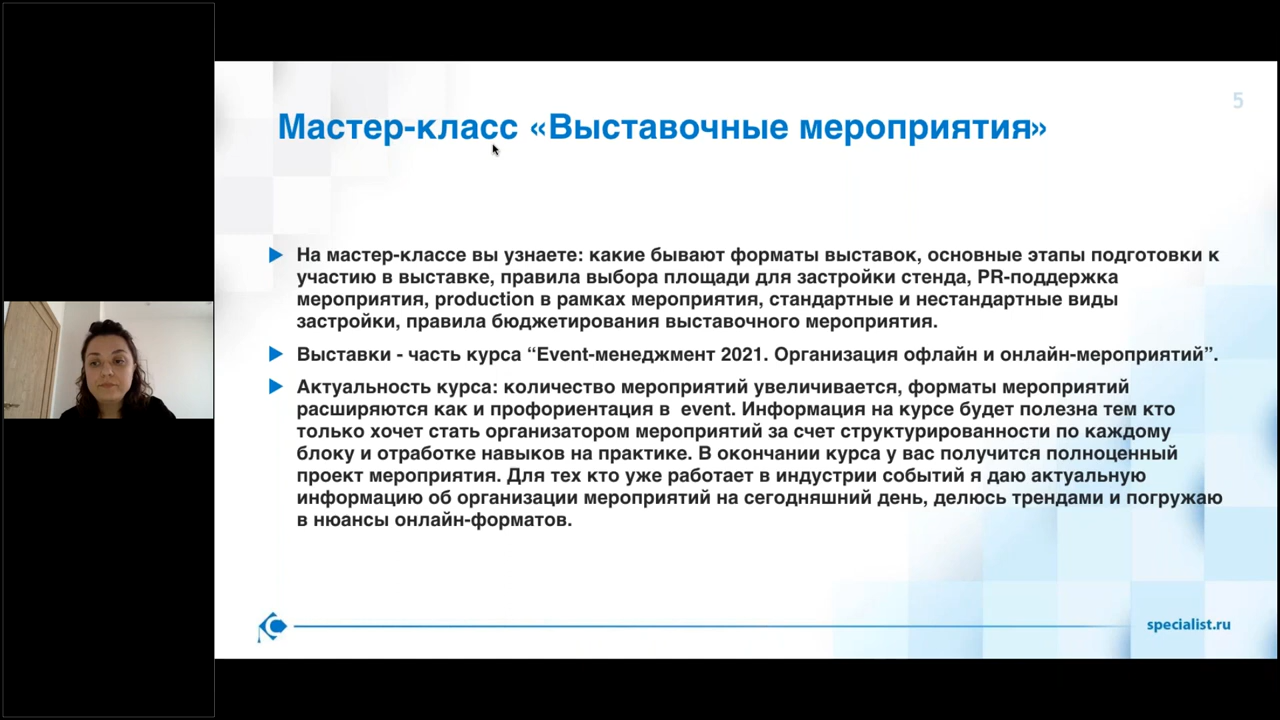 5
Мастер-класс «Выставочные мероприятия»
На мастер-классе вы узнаете: какие бывают форматы выставок, основные этапы подготовки к
участию в выставке, правила выбора площади для застройки стенда, PR-поддержка
мероприятия, production в рамках мероприятия, стандартные и нестандартные виды
застройки, правила бюджетирования выставочного мероприятия.
Выставки - часть курса “Event-менеджмент 2021. Организация офлайн и онлайн-мероприятий”.
Актуальность курса: количество мероприятий увеличивается, форматы мероприятий
расширяются как и профориентация в  event. Информация на курсе будет полезна тем кто
только хочет стать организатором мероприятий за счет структурированности по каждому
блоку и отработке навыков на практике. В окончании курса у вас получится полноценный
проект мероприятия. Для тех кто уже работает в индустрии событий я даю актуальную
информацию об организации мероприятий на сегодняшний день, делюсь трендами и погружаю
в нюансы онлайн-форматов.
specialist.ru